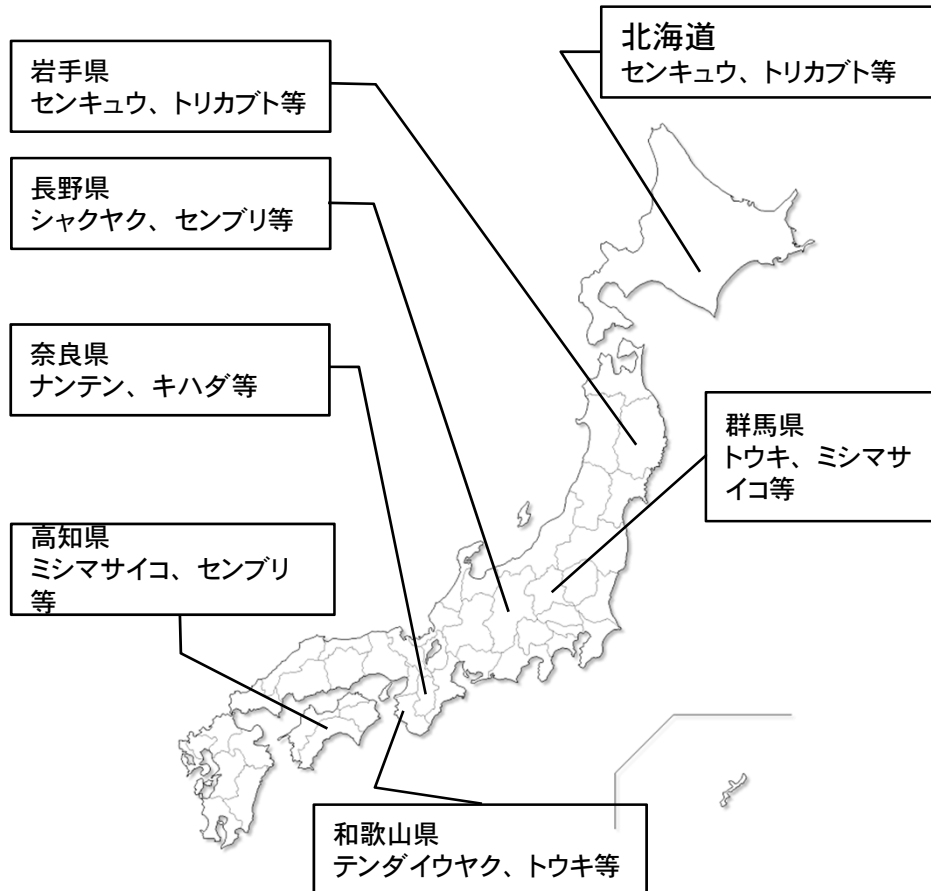 北海道
センキュウ、トリカブト等
岩手県
センキュウ、トリカブト等
長野県
シャクヤク、センブリ等
奈良県
ナンテン、キハダ等
群馬県
トウキ、ミシマサ
イコ等
高知県
ミシマサイコ、センブリ
等
和歌山県
テンダイウヤク、トウキ等